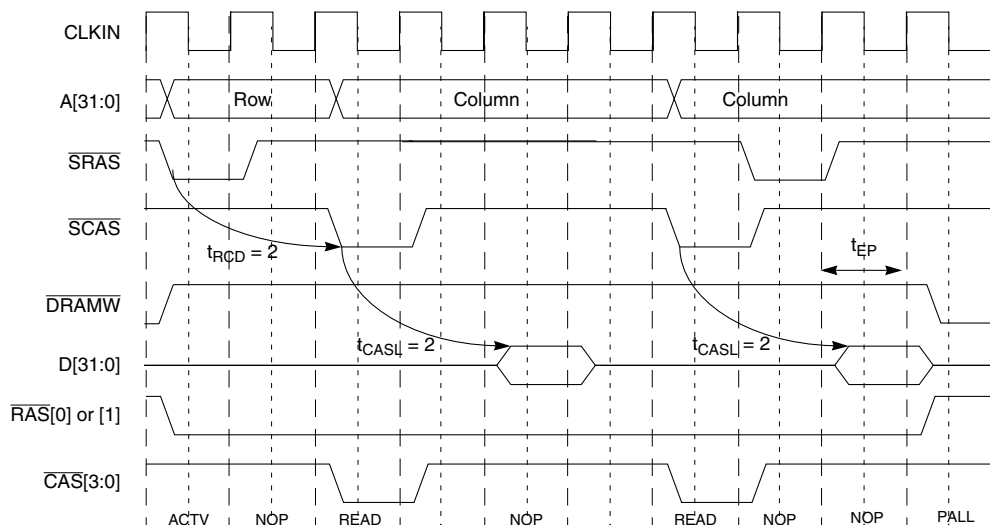 CLKIN
A[31:0]
Row
Column
Column
SRAS
SCAS
tRCD = 2
tEP
DRAMW
tCASL = 2
tCASL = 2
D[31:0]
RAS[0] or [1]
CAS[3:0]
ACTV NOP READ NOP READ NOP NOP PALL